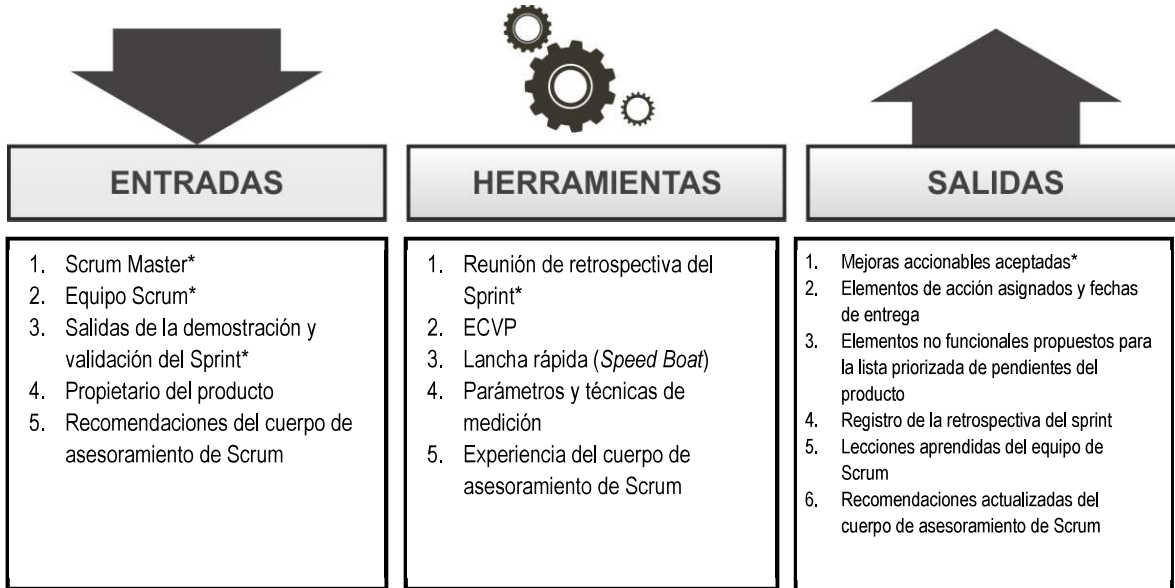 ENTRADAS
1. Scrum Master*
2. Equipo Scrum*
3. Salidas de la demostración y
validación del Sprint*
4. Propietario del producto
5. Recomendaciones del cuerpo de
asesoramiento de Scrum
HERRAMIENTAS
1. Reunión de retrospectiva del
Sprint*
2. ECVP
3. Lancha rápida (Speed Boat)
4. Parámetros y técnicas de
medición
5. Experiencia del cuerpo de
asesoramiento de Scrum
SALIDAS
1. Mejoras accionables aceptadas*
2. Elementos de acción asignados y fechas
de entrega
3. Elementos no funcionales propuestos para
la lista priorizada de pendientes del
producto
4. Registro de la retrospectiva del sprint
5. Lecciones aprendidas del equipo de
Scrum
6. Recomendaciones actualizadas del
cuerpo de asesoramiento de Scrum